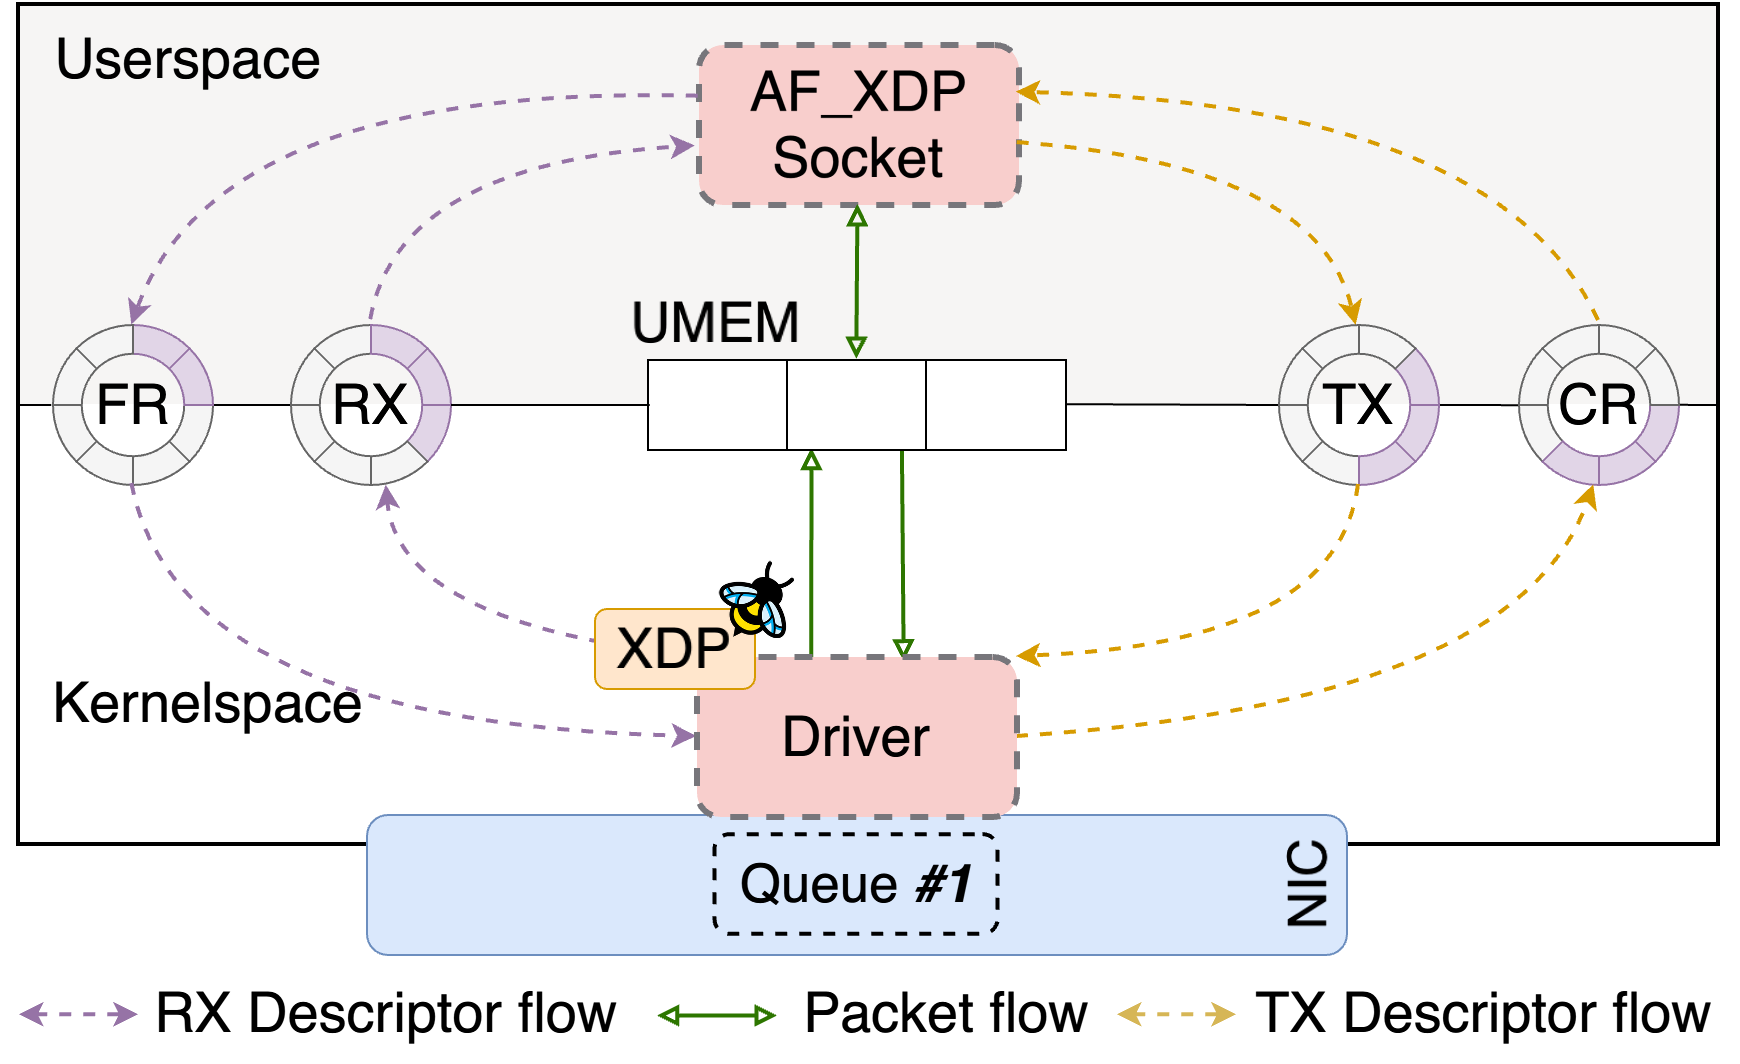 Userspace
AF_XDP
Socket
UMEM
FR
RX
TX
CR
XDP
Kernelspace
Driver
Queue #1
NIC
RX Descriptor flow
Packet flow
TX Descriptor flow